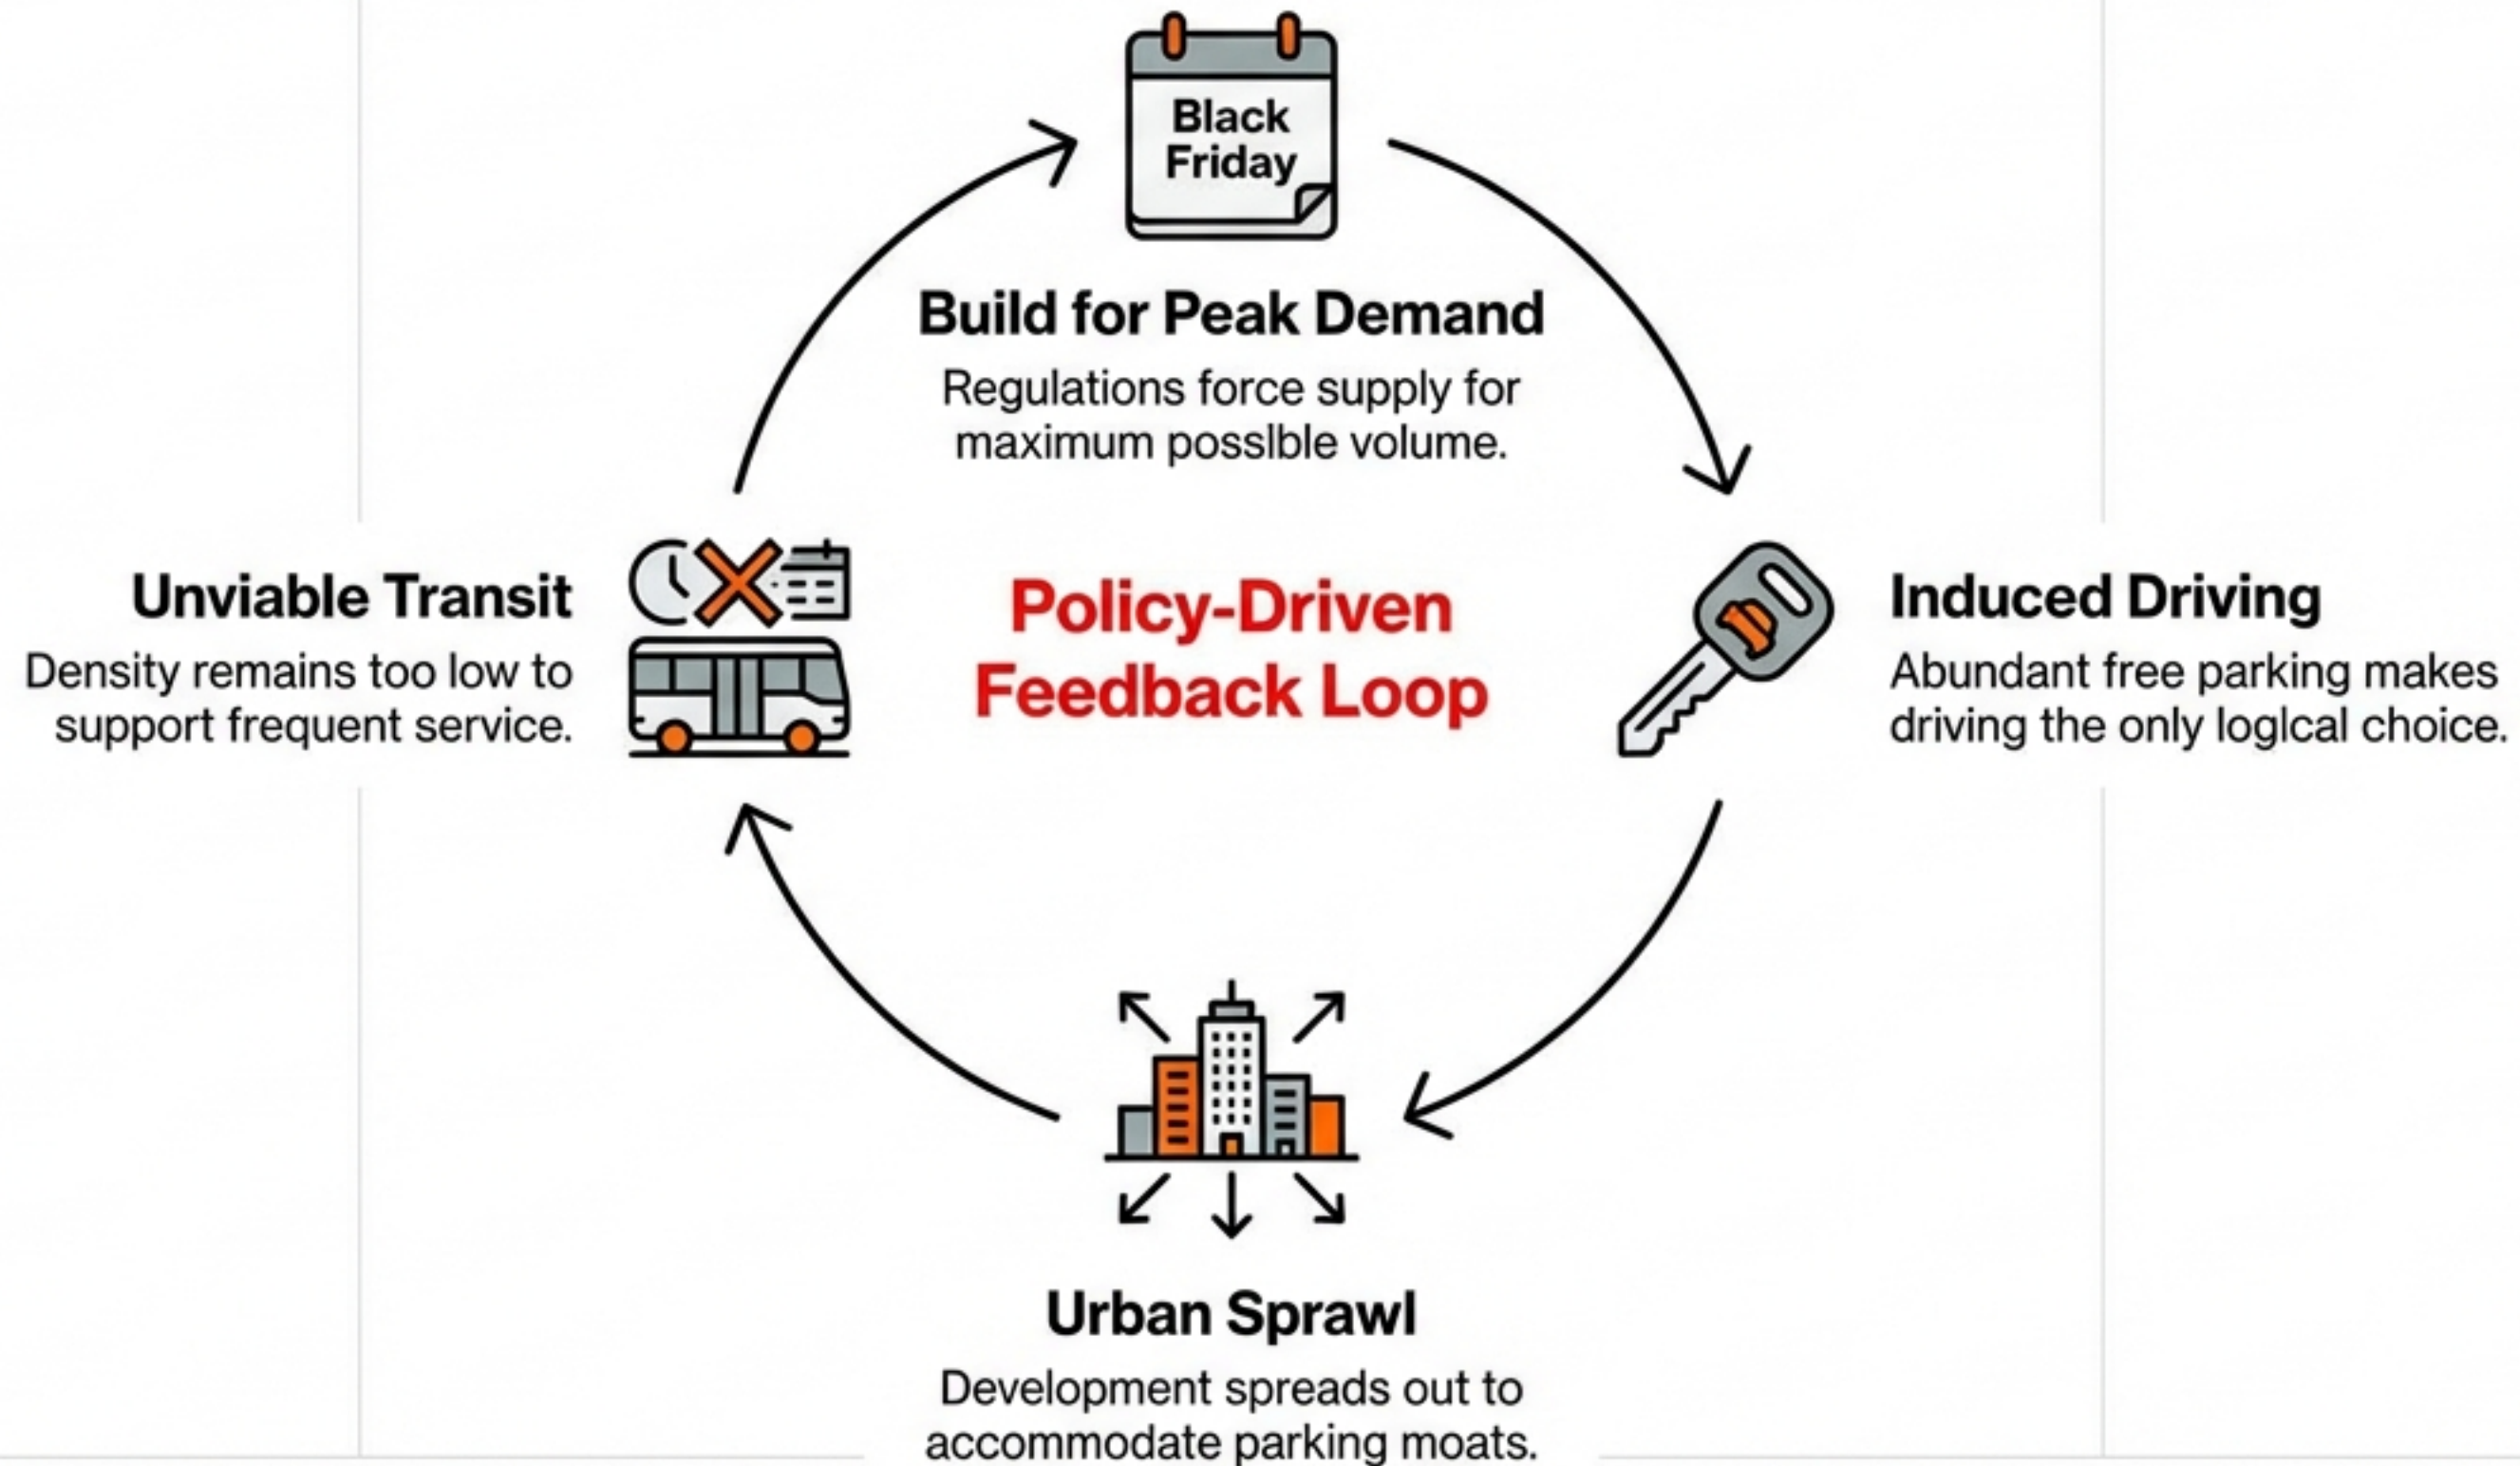 Black
Friday
Build for Peak Demand
Regulations force supply for
maximum posslble volume.
Unviable Transit
Density remains too low to
support frequent service.
Policy-Driven
Feedback Loop
Induced Driving
Abundant free parking makes
driving the only loglcal choice.
Urban Sprawl
Development spreads out to
accommodate parking moats.